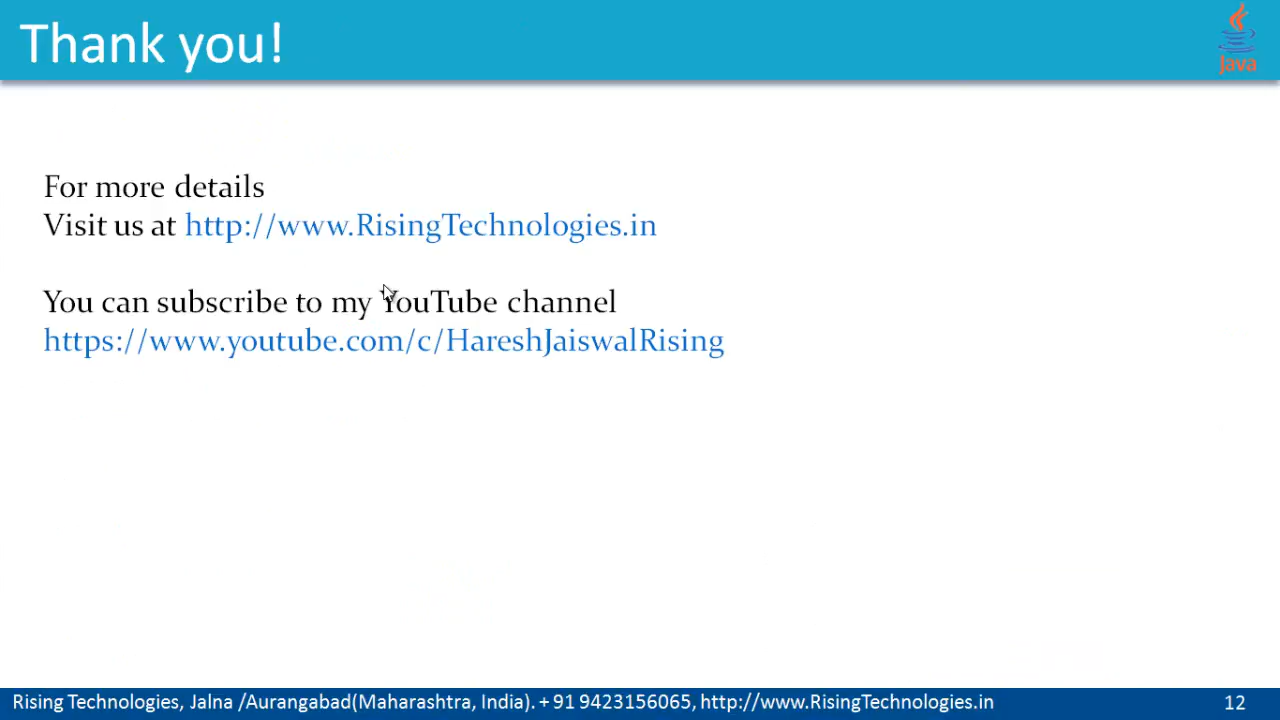 Thank you!
Java
For more details
Visit us at http://www.RisingTechnologies.in
You can subscribe to my YouTube channel
https://www.youtube.com/c/HareshJaiswalRising
Rising Technologies, Jalna /Aurangabad(Maharashtra, India). + 91 9423156065, http://www.RisingTechnologies.in
12